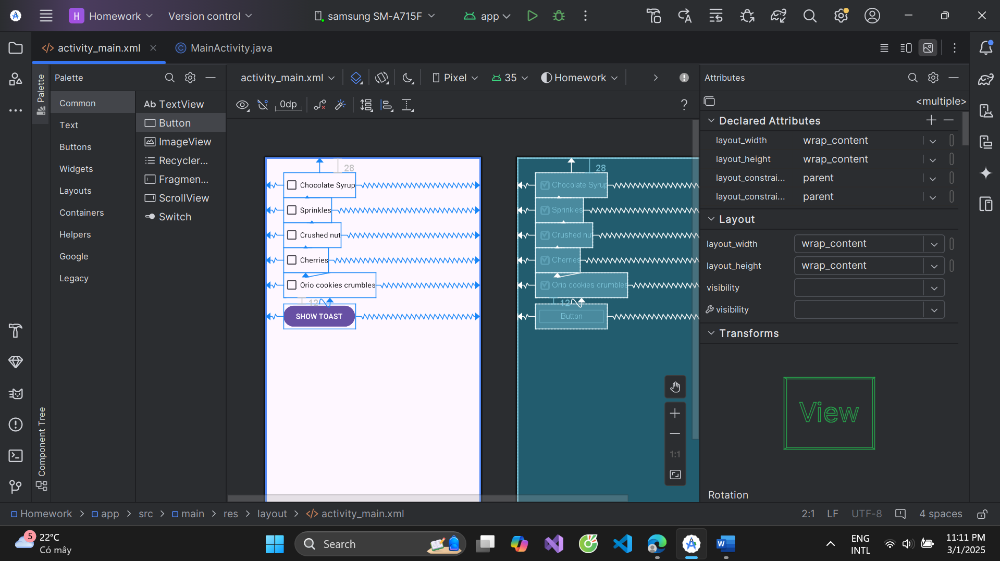 H Homework
Version control
samsung SM-A715F
app
activity_main.xml
MainActivity.java
Palette
Palette
Component Tree
Common
Text
Buttons
Widgets
Layouts
Containers
Helpers
Google
Legacy
Ab TextView
Button
ImageView
Recycler...
Fragmen...
ScrollView
Switch
activity_main.xml
Pixel
35
Homework
0dp
?
28
Chocolate Syrup
Sprinkles
Crushed nut
Cherries
Orio cookies crumbles
12
SHOW TOAST
28
Chocolate Syrup
Sprinkles
Crushed nut
Cherries
Orio cookies crumbles
12
Button
1:1
Attributes
<multiple>
Declared Attributes
layout_width wrap_content
layout_height wrap_content
layout_constrai... parent
layout_constrai... parent
Layout
layout_width wrap_content
layout_height wrap_content
visibility
visibility
Transforms
View
Rotation
Homework > app > src > main > res > layout > activity_main.xml
2:1 LF UTF-8 4 spaces
5
22°C
Có mây
Search
ENG
INTL
11:11 PM
3/1/2025